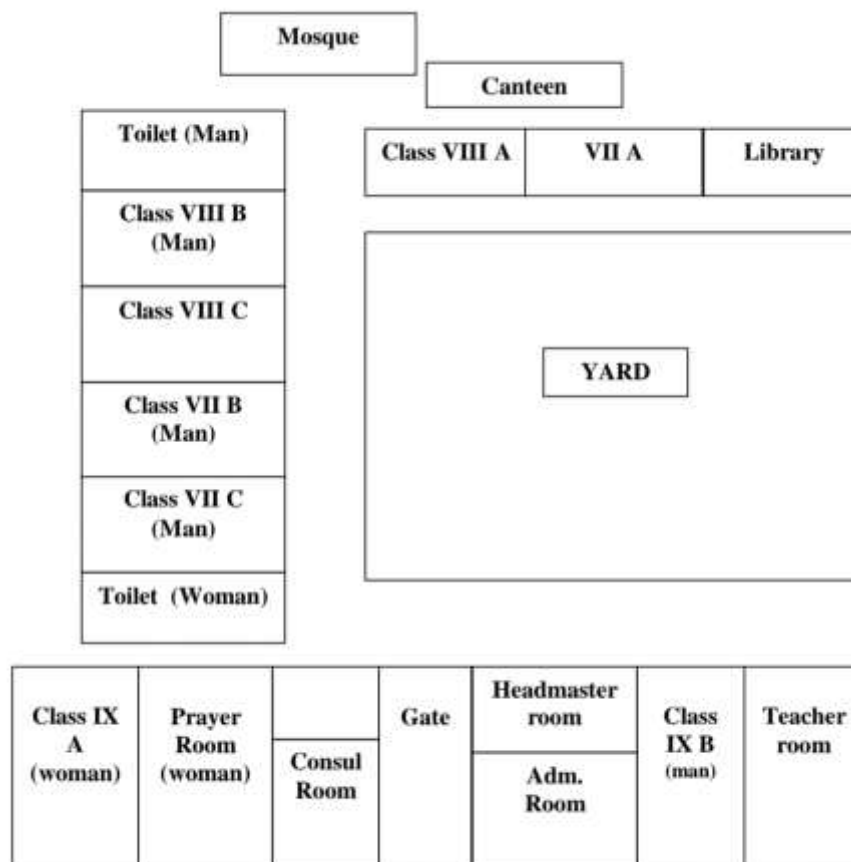 Mosque
Canteen
Toilet (Man)
Class VIII A
VII A
Library
Class VIII B
(Man)
Class VIII C
YARD
Class VII B
(Man)
Class VII C
(Man)
Toilet (Woman)
Class IX
A
(woman)
Prayer
Room
(woman)
Consul
Room
Gate
Headmaster
room
Adm.
Room
Class
IX B
(man)
Teacher
room